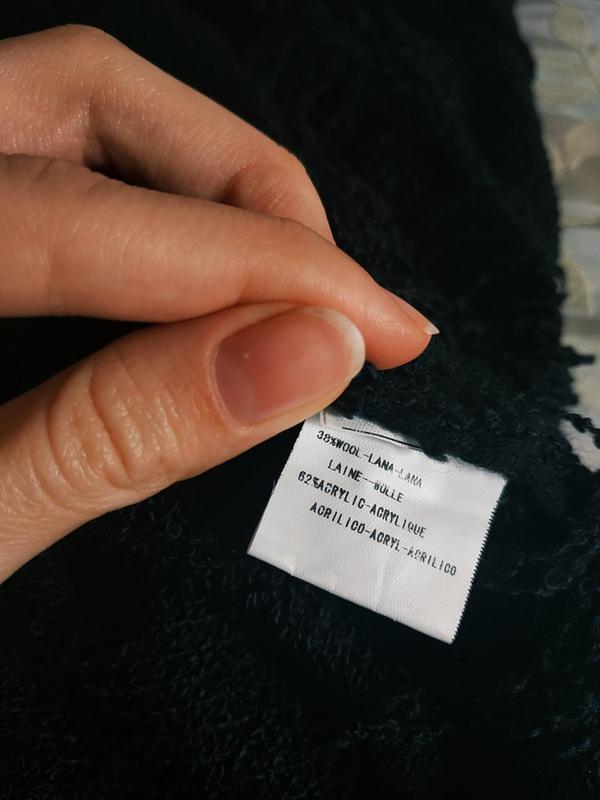 38%WOOL-LANA-LANA
LAINE--WOLLE
62%ACRYLIC-ACRYLIQUE
ACRILICO-ACRYL-ACRILICO